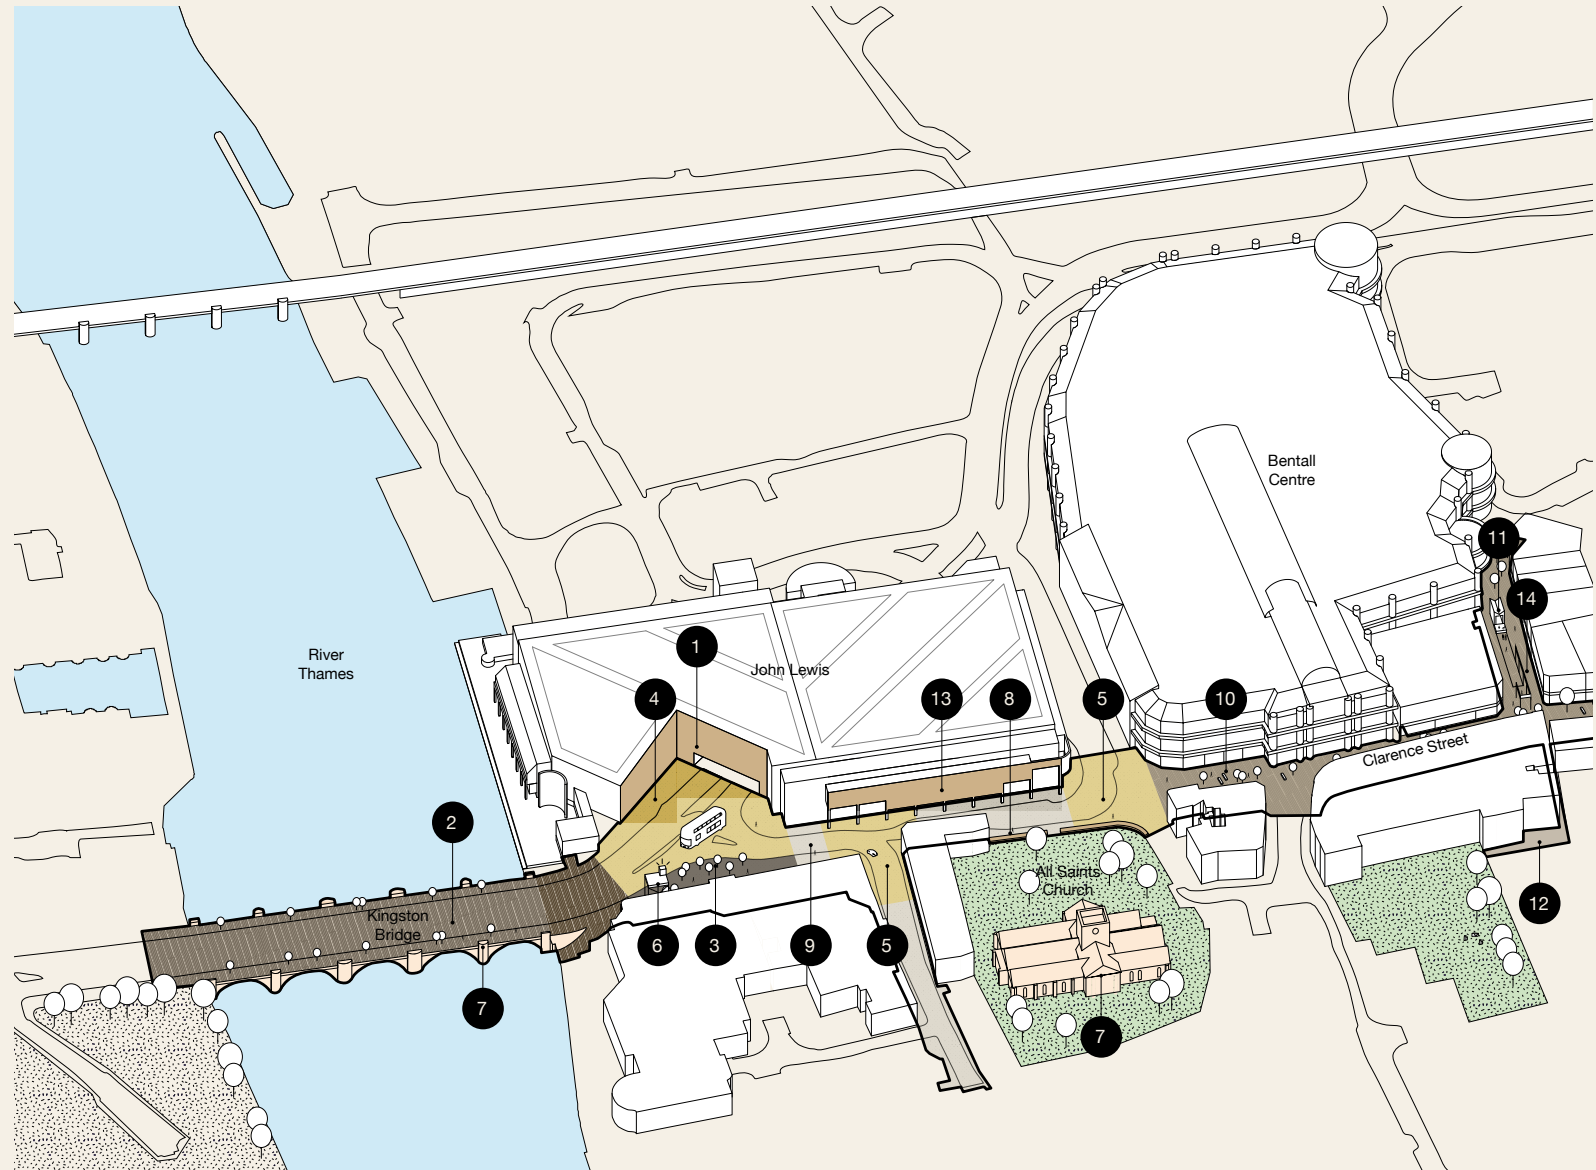 Bentall
Centre
11
14
1
River
Thames
John Lewis
4
13
8
5
10
Clarence Street
2
All Saints
Church
12
Kingston
Bridge
6
3
9
5
7
7